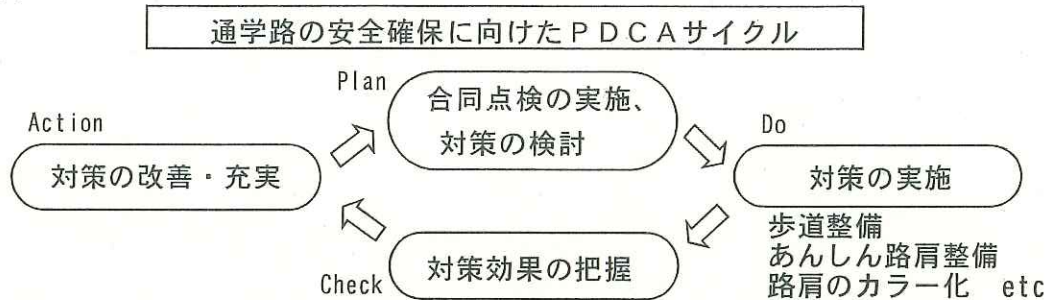 通学路の安全確保に向けたＰＤＣＡサイクル
Plan
合同点検の実施、
対策の検討
Action
対策の改善・充実
Do
対策の実施
歩道整備
あんしん路肩整備
路肩のカラー化　etc
Check
対策効果の把握